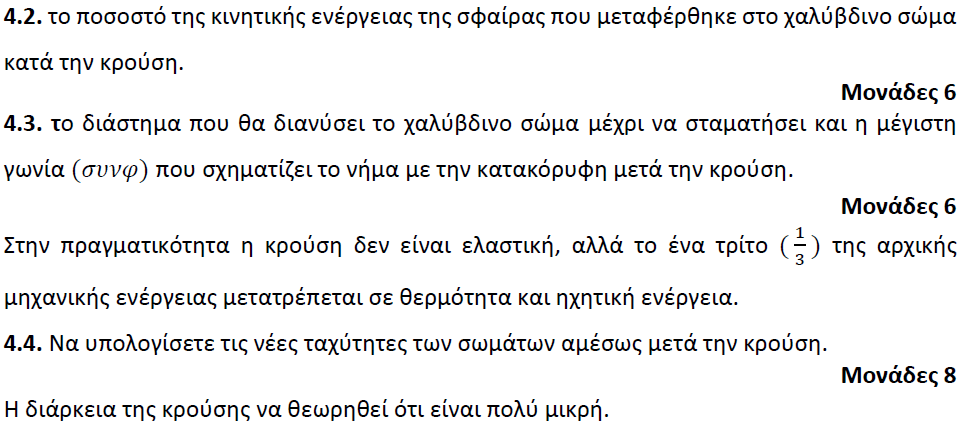 4.2. το ποσοστό της κινητικής ενέργειας της σφαίρας που μεταφέρθηκε στο χαλύβδινο σώμα
κατά την κρούση.
Μονάδες 6
4.3. το διάστημα που θα διανύσει το χαλύβδινο σώμα μέχρι να σταματήσει και η μέγιστη
γωνία (συνφ) που σχηματίζει το νήμα με την κατακόρυφη μετά την κρούση.
Μονάδες 6
Στην πραγματικότητα η κρούση δεν είναι ελαστική, αλλά το ένα τρίτο (1/3) της αρχικής
μηχανικής ενέργειας μετατρέπεται σε θερμότητα και ηχητική ενέργεια.
4.4. Να υπολογίσετε τις νέες ταχύτητες των σωμάτων αμέσως μετά την κρούση.
Μονάδες 8
Η διάρκεια της κρούσης να θεωρηθεί ότι είναι πολύ μικρή.